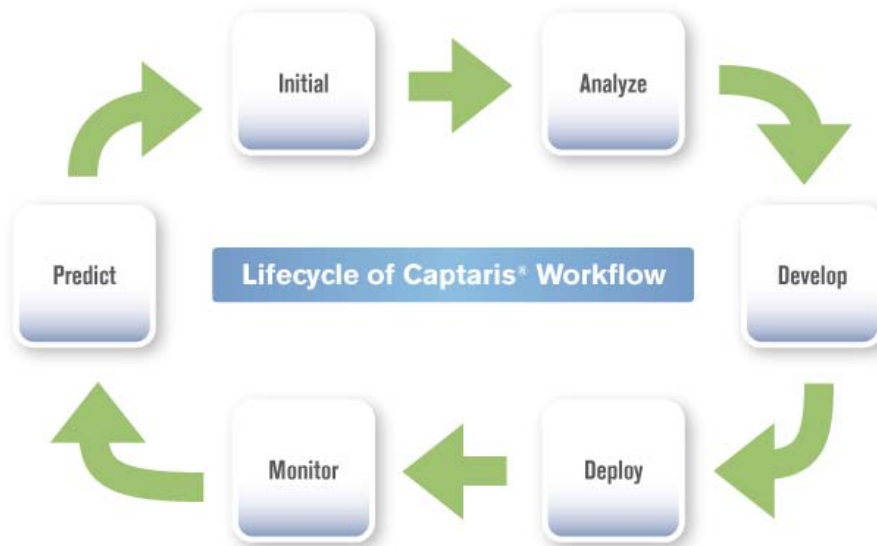 Initial
Analyze
Predict
Lifecycle of Captaris® Workflow
Develop
Monitor
Deploy